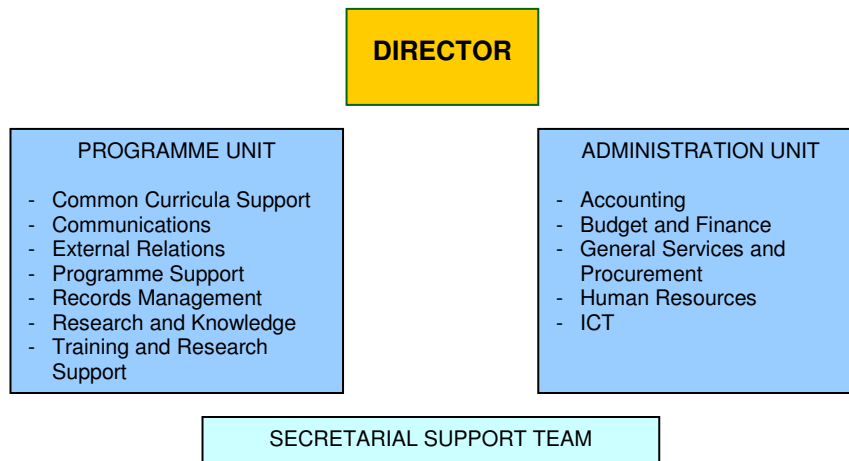 DIRECTOR
PROGRAMME UNIT
- Common Curricula Support
- Communications
- External Relations
- Programme Support
- Records Management
- Research and Knowledge
- Training and Research
Support
ADMINISTRATION UNIT
- Accounting
- Budget and Finance
- General Services and
Procurement
- Human Resources
- ICT
SECRETARIAL SUPPORT TEAM